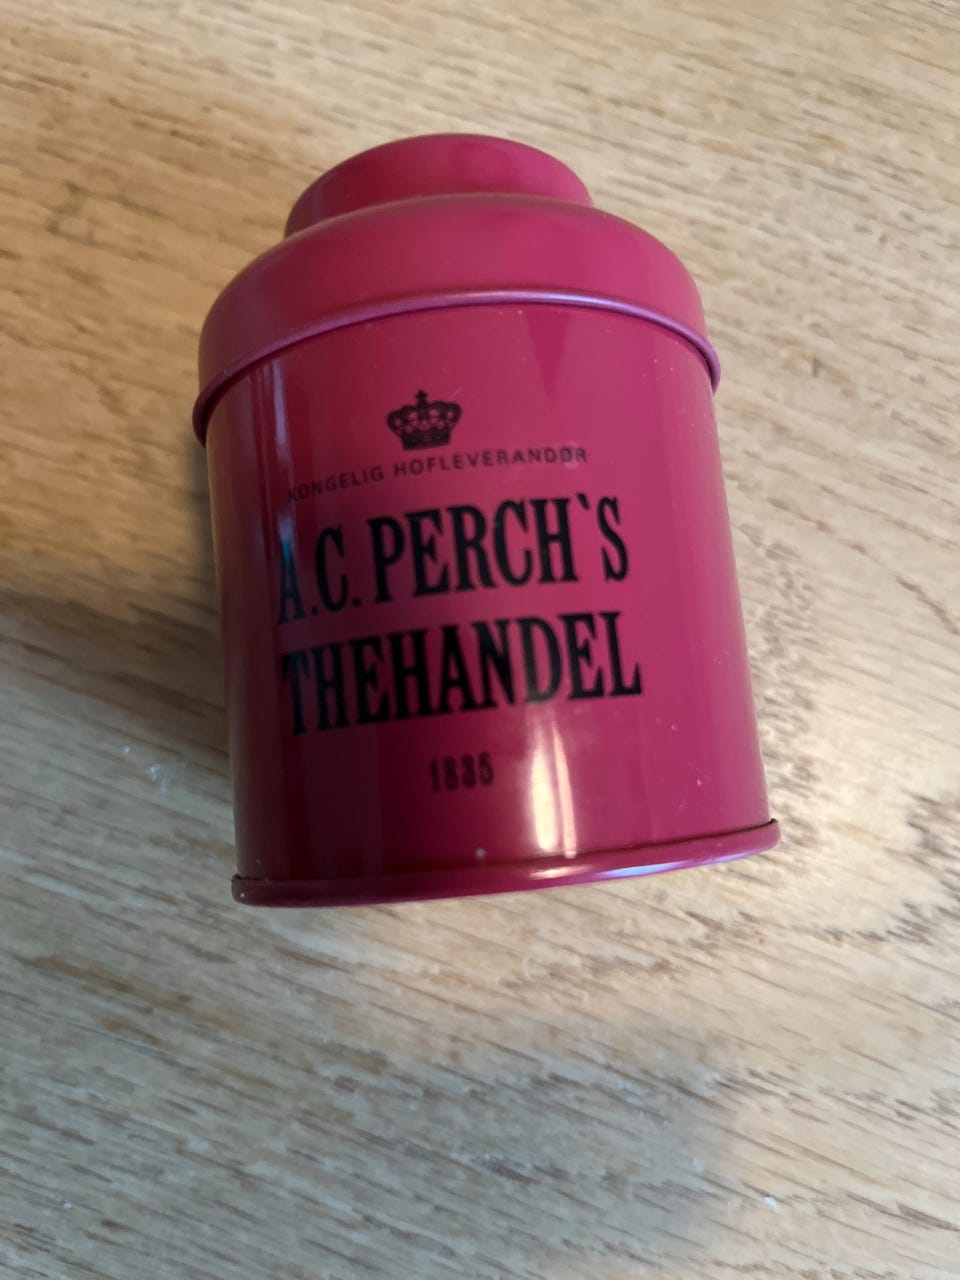 KONGELIG HOFLEVERANDØR
A.C. PERCH`S
THEHANDEL
1835